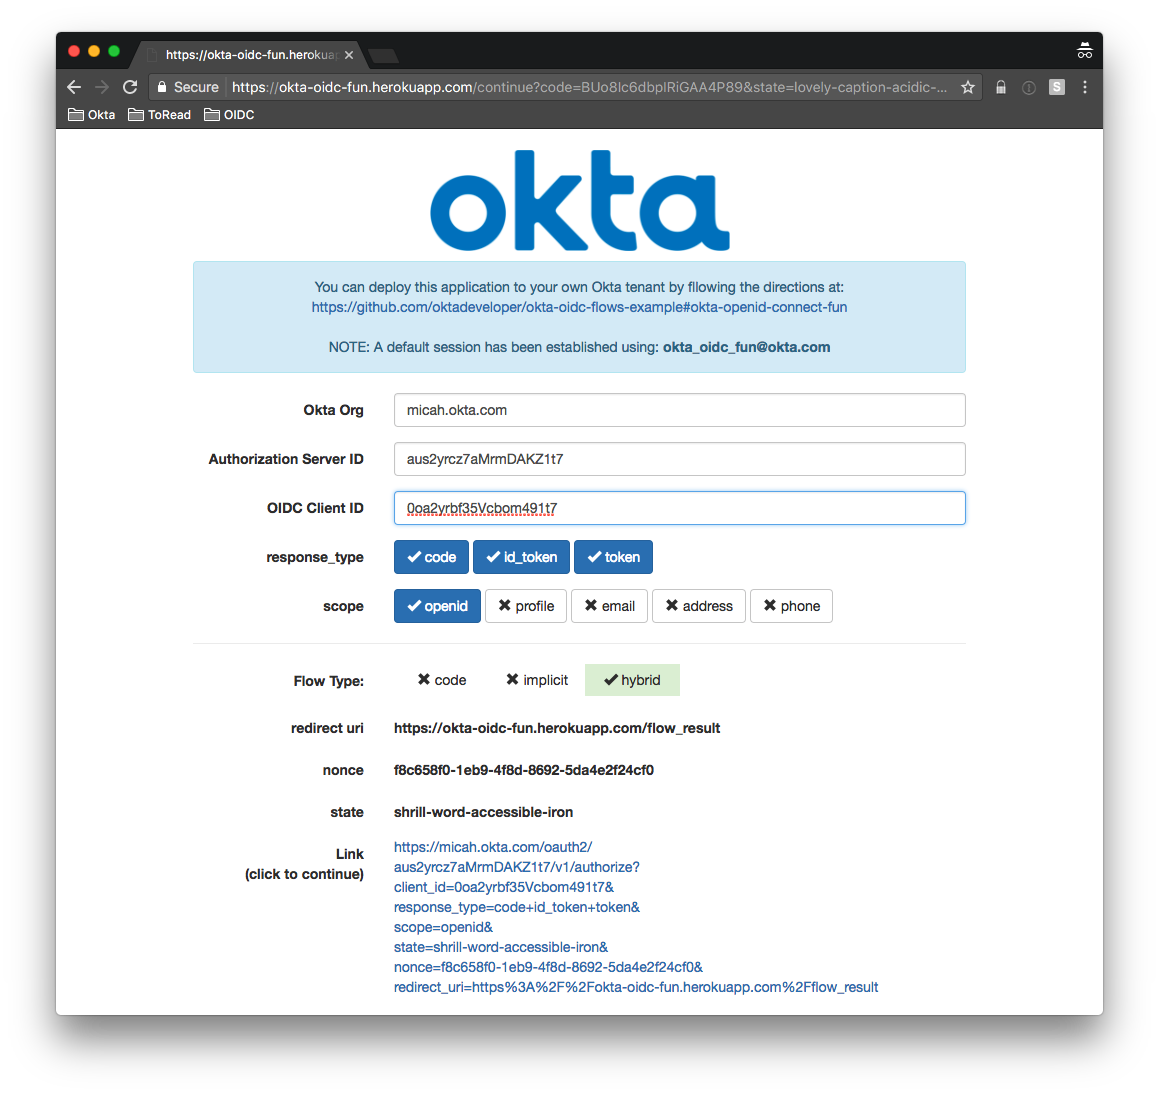 https://okta-oidc-fun.herokuap
Secure https://okta-oidc-fun.herokuapp.com/continue?code=BUo8Ic6dbpIRiGAA4P89&state=lovely-caption-acidic-...
S
Okta ToRead OIDC
okta
You can deploy this application to your own Okta tenant by fllowing the directions at:
https://github.com/oktadeveloper/okta-oidc-flows-example#okta-openid-connect-fun
NOTE: A default session has been established using: okta_oidc_fun@okta.com
Okta Org micah.okta.com
Authorization Server ID aus2yrcz7aMrmDAKZ1t7
OIDC Client ID 0oa2yrbf35Vcbom491t7
response_type code id_token token
scope openid profile email address phone
Flow Type: code implicit hybrid
redirect uri https://okta-oidc-fun.herokuapp.com/flow_result
nonce f8c658f0-1eb9-4f8d-8692-5da4e2f24cf0
state shrill-word-accessible-iron
Link
(click to continue)
https://micah.okta.com/oauth2/
aus2yrcz7aMrmDAKZ1t7/v1/authorize?
client_id=0oa2yrbf35Vcbom491t7&
response_type=code+id_token+token&
scope=openid&
state=shrill-word-accessible-iron&
nonce=f8c658f0-1eb9-4f8d-8692-5da4e2f24cf0&
redirect_uri=https%3A%2F%2Fokta-oidc-fun.herokuapp.com%2Fflow_result